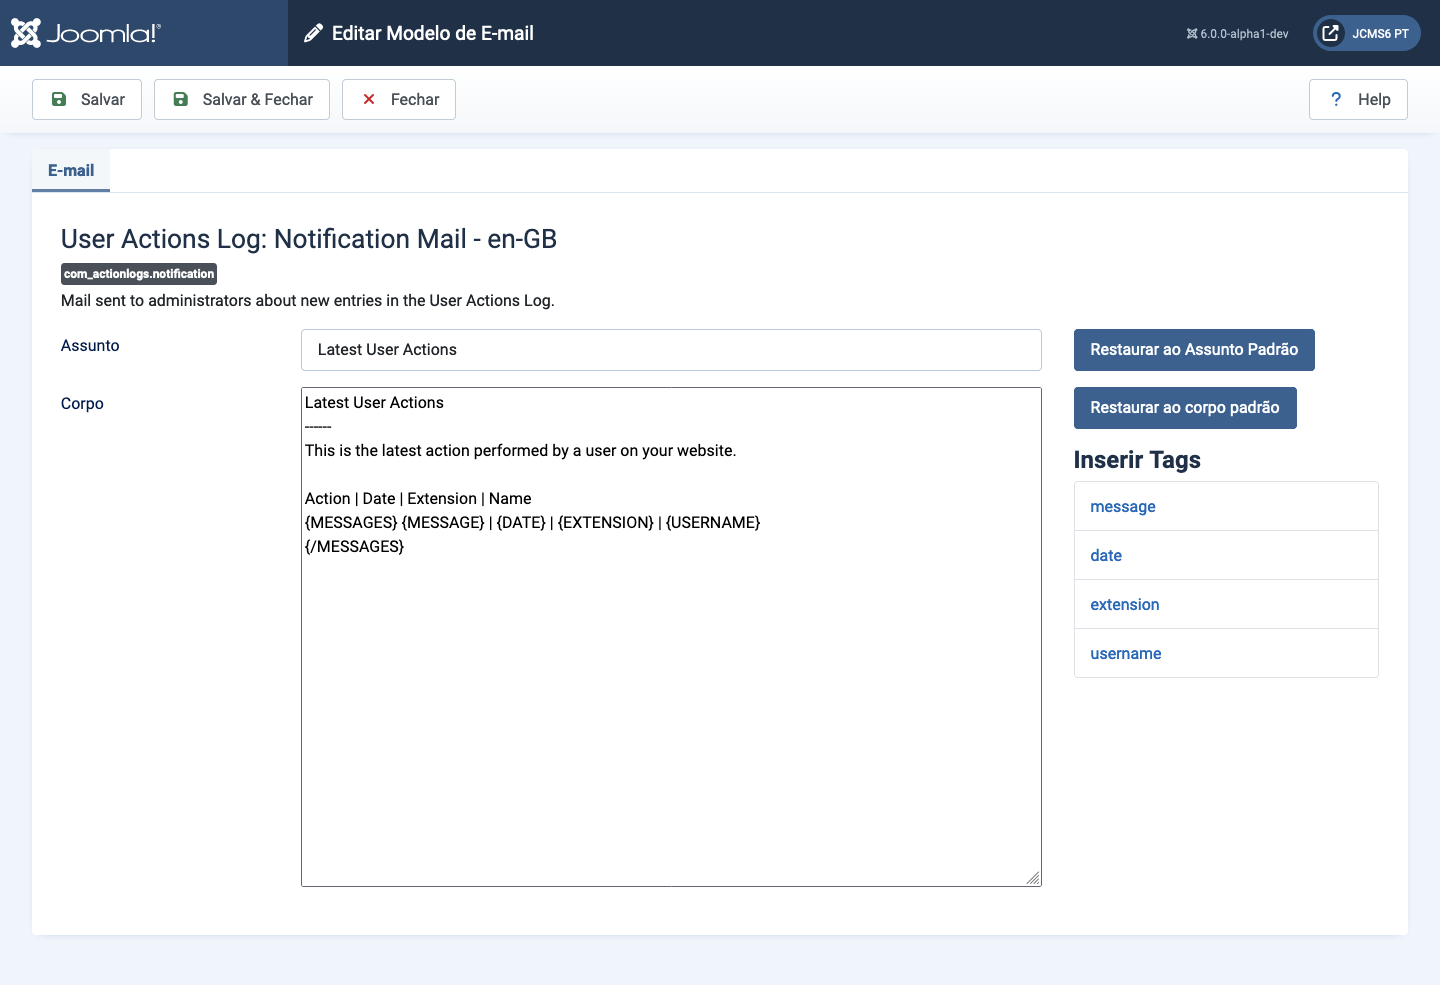 Joomla!®
Editar Modelo de E-mail
6.0.0-alpha1-dev
JCMS6 PT
Salvar
Salvar & Fechar
Fechar
? Help
E-mail
User Actions Log: Notification Mail - en-GB
com_actionlogs.notification
Mail sent to administrators about new entries in the User Actions Log.
Assunto
Latest User Actions
Restaurar ao Assunto Padrão
Corpo
Latest User Actions
------
This is the latest action performed by a user on your website.
Action | Date | Extension | Name
{MESSAGES} {MESSAGE} | {DATE} | {EXTENSION} | {USERNAME}
{/MESSAGES}
Restaurar ao corpo padrão
Inserir Tags
message
date
extension
username